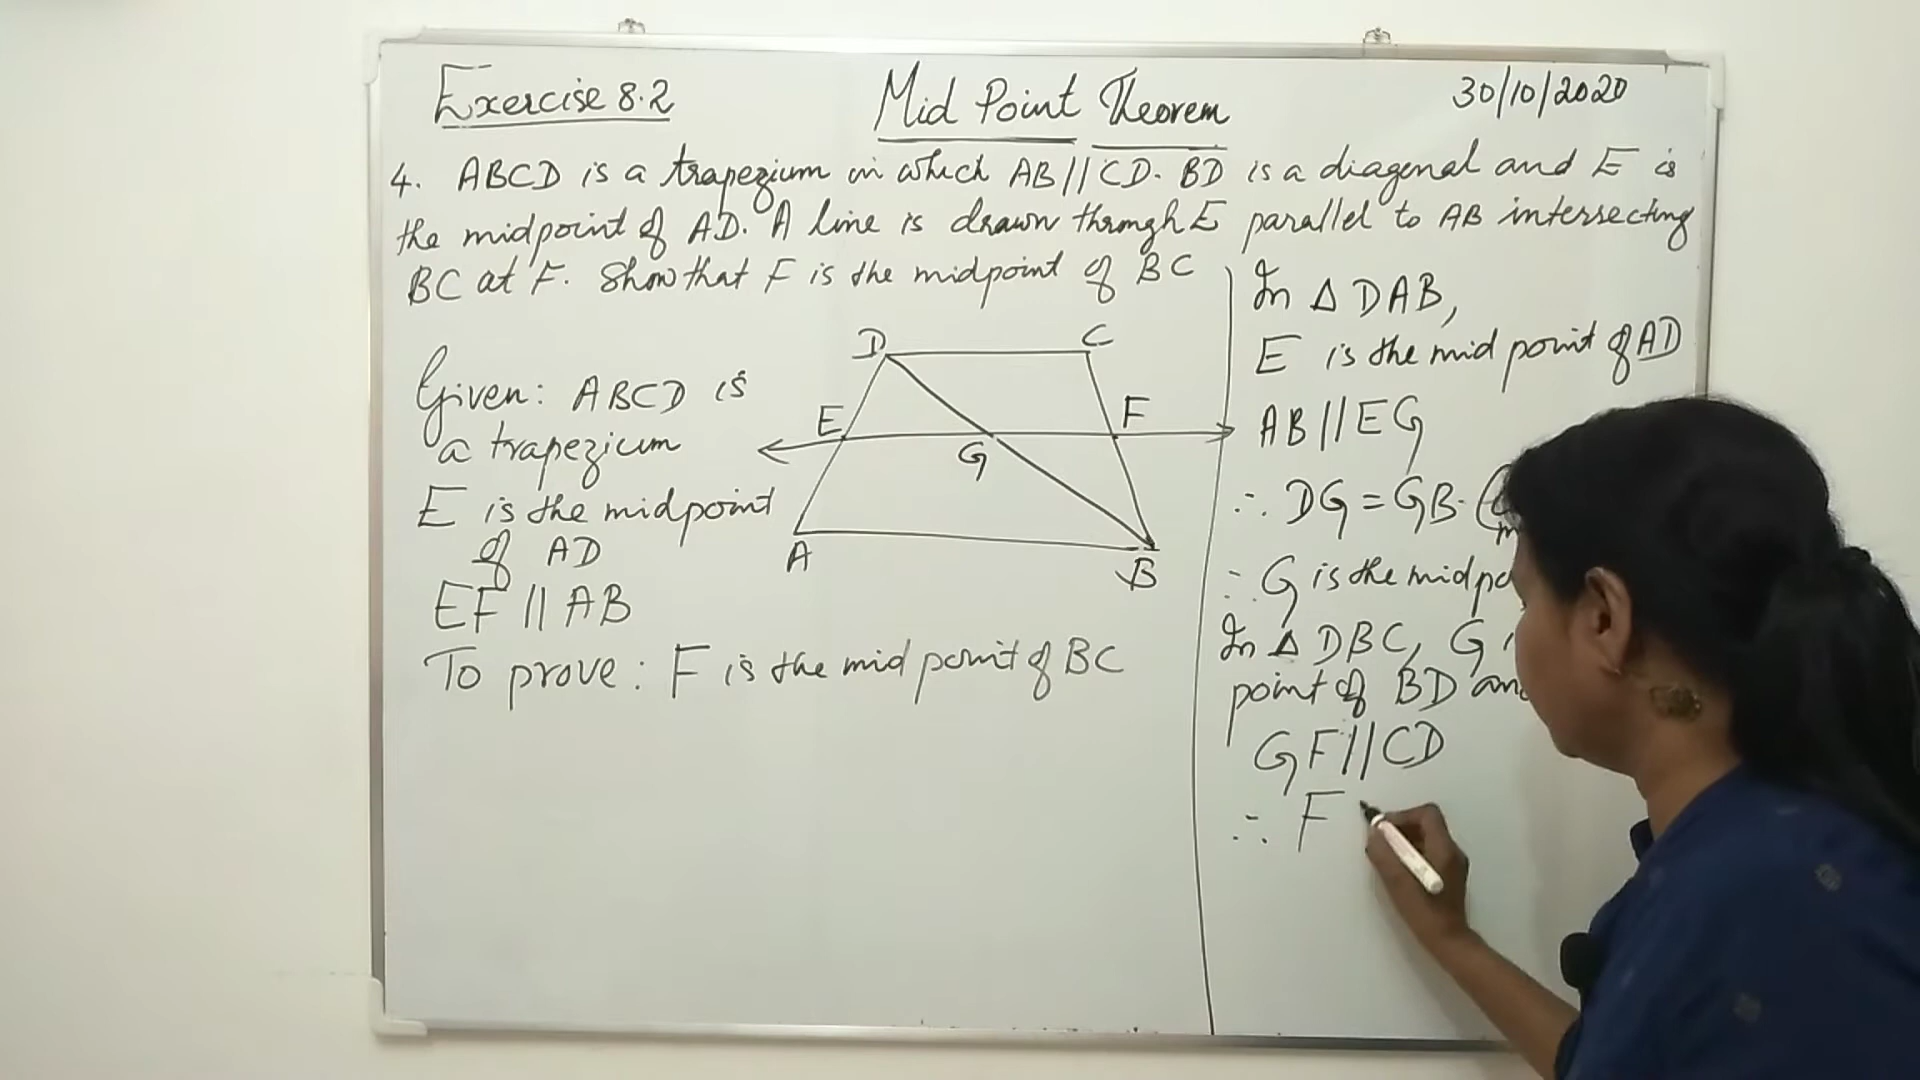 Exercise 8.2
Mid Point Theorem
30/10/2020
4. ABCD is a trapezium in which AB // CD. BD is a diagonal and E is
the midpoint of AD. A line is drawn through E parallel to AB intersecting
BC at F. Show that F is the midpoint of BC
Given: ABCD is
a trapezium
E is the midpoint
of AD
EF // AB
To prove: F is the mid point of BC
D C
E F
G
A B
In Δ DAB,
E is the mid point of AD
AB // EG
∴ DG = GB. (
∴ G is the
In Δ DBC, G
point of BD
GF // CD
∴ F